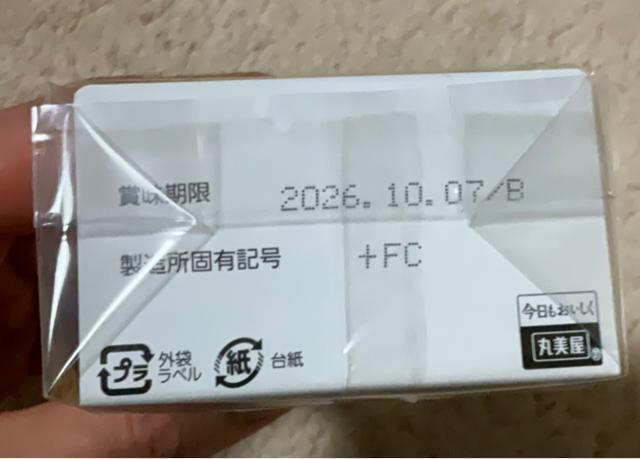 賞味期限 2026.10.07/B
製造所固有記号 +FC
プラ 外袋 ラベル
紙 台紙
今日もおいしく
丸美屋